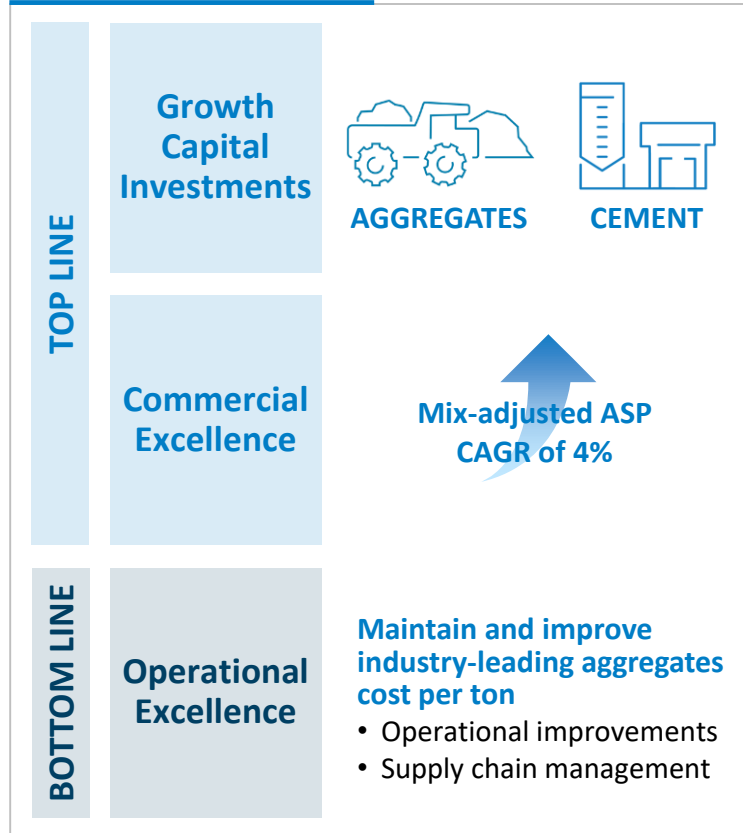 TOP LINE
Growth
Capital
Investments
AGGREGATES
CEMENT
Commercial
Excellence
Mix-adjusted ASP
CAGR of 4%
BOTTOM LINE
Operational
Excellence
Maintain and improve
industry-leading aggregates
cost per ton
• Operational improvements
• Supply chain management